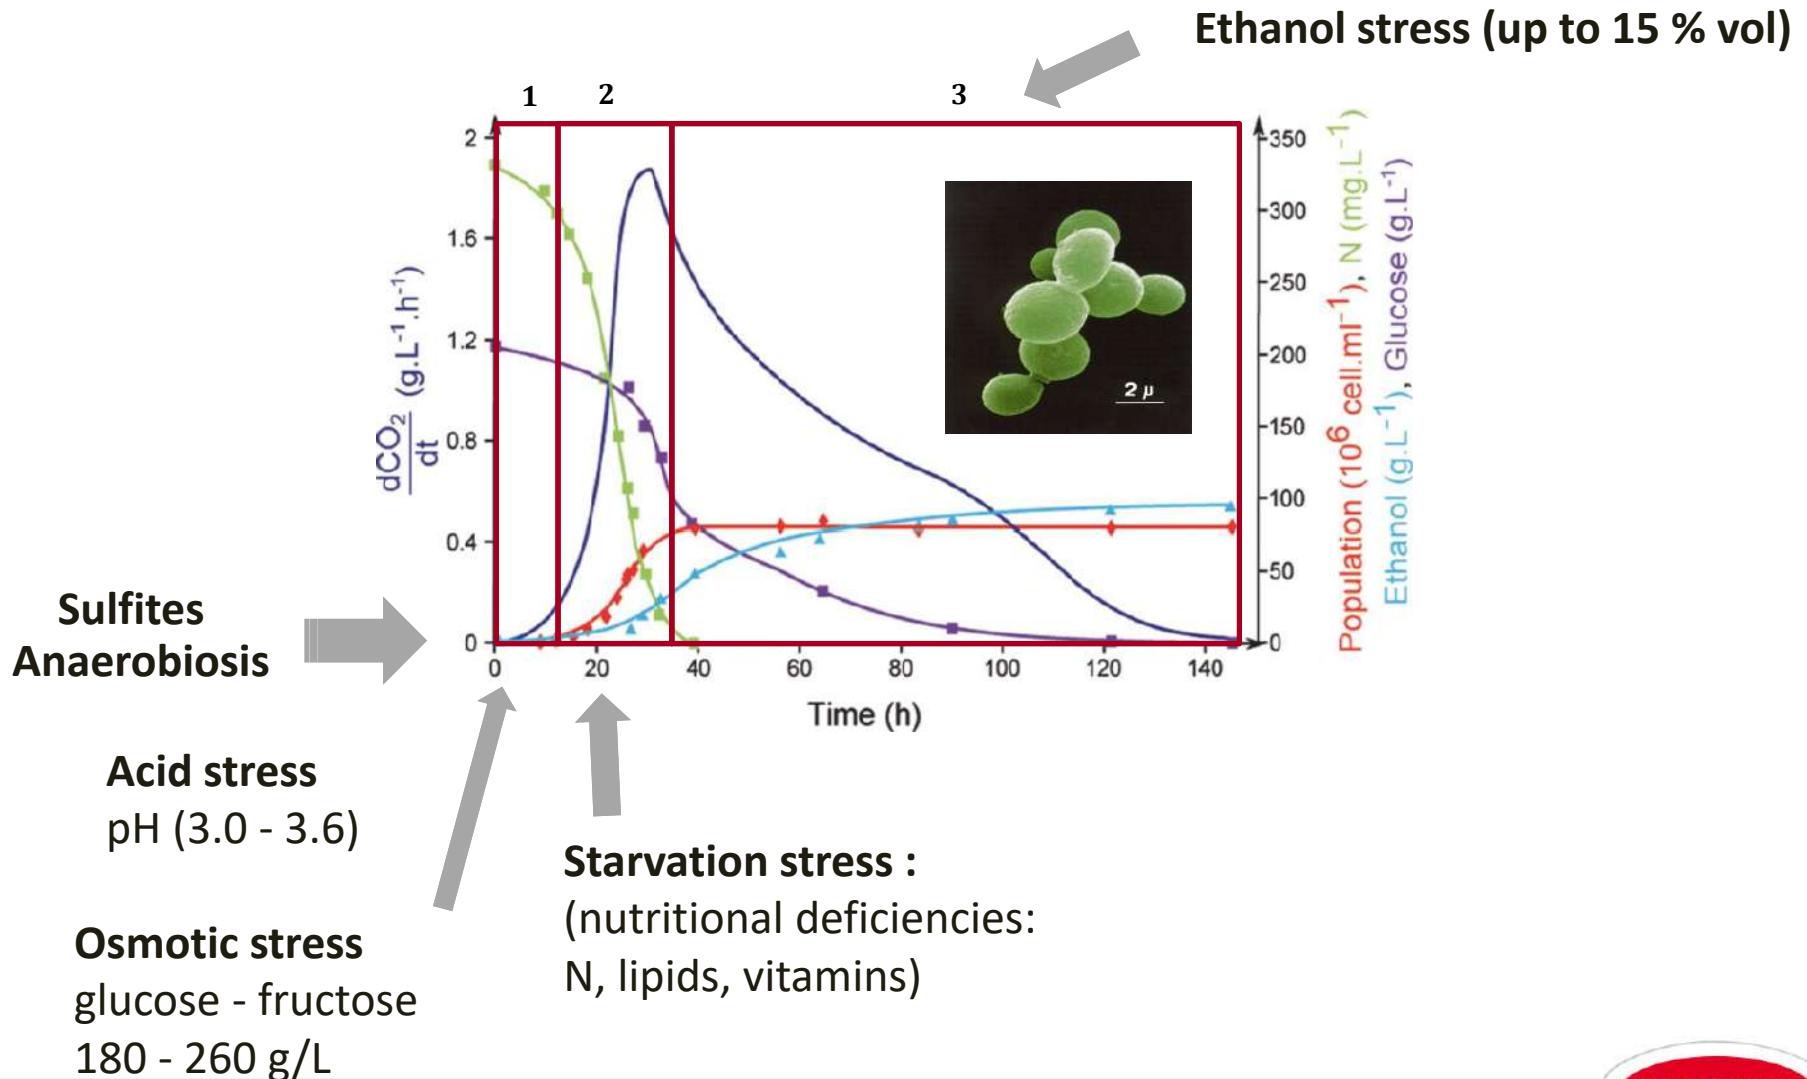 Ethanol stress (up to 15 % vol)
1 2 3
2
1.6
1.2
0.8
0.4
0
dCO2
dt
(g.L-1.h-1)
350
300
250
200
150
100
50
0
Population (106 cell.ml-1), N (mg.L-1)
Ethanol (g.L-1), Glucose (g.L-1)
2 µ
0 20 40 60 80 100 120 140
Time (h)
Sulfites
Anaerobiosis
Acid stress
pH (3.0 - 3.6)
Osmotic stress
glucose - fructose
180 - 260 g/L
Starvation stress :
(nutritional deficiencies:
N, lipids, vitamins)